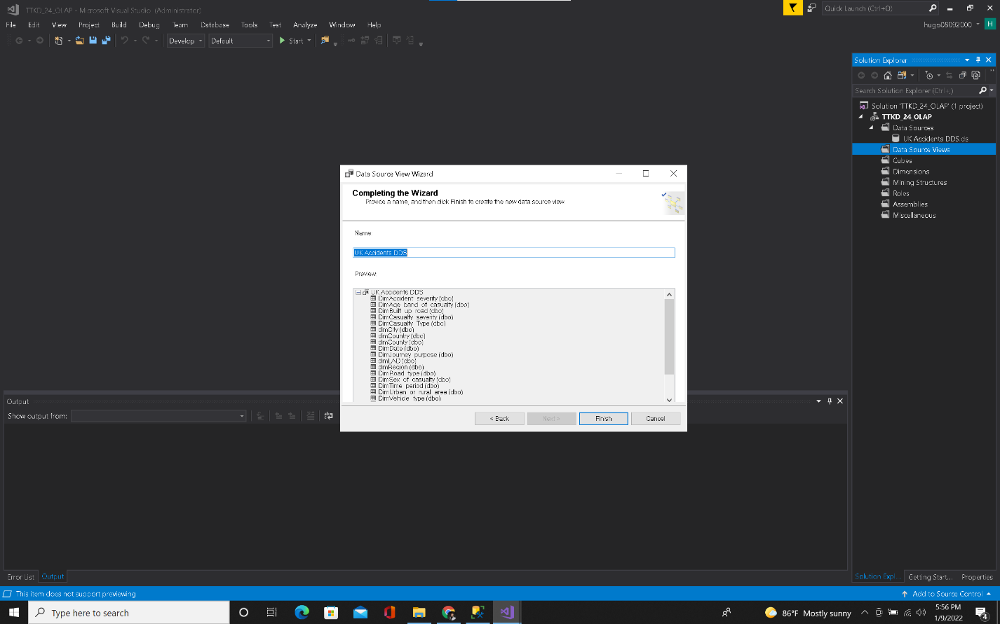 TTKD_24_OLAP - Microsoft Visual Studio (Administrator)
Quick Launch (Ctrl+Q)
File Edit View Project Build Debug Team Database Tools Test Analyze Window Help
hugo08092000
H
Develop Default Start
Solution Explorer
Search Solution Explorer (Ctrl+;)
Solution 'TTKD_24_OLAP' (1 project)
TTKD_24_OLAP
Data Sources
UK Accidents DDS.ds
Data Source Views
Cubes
Dimensions
Mining Structures
Roles
Assemblies
Miscellaneous
Data Source View Wizard
Completing the Wizard
Provide a name, and then click Finish to create the new data source view.
Name:
UK Accidents DDS
Preview:
UK Accidents DDS
DimAccident_severity (dbo)
DimAge_band_of_casualty (dbo)
DimBuilt_up_road (dbo)
DimCasualty_severity (dbo)
DimCasualty_Type (dbo)
dimCity (dbo)
dimCountry (dbo)
dimCounty (dbo)
DimDate (dbo)
DimJourney_purpose (dbo)
dimLAD (dbo)
dimRegion (dbo)
DimRoad_type (dbo)
DimSex_of_casualty (dbo)
DimTime_period (dbo)
DimUrban_or_rural_area (dbo)
DimVehicle_type (dbo)
< Back Next > Finish Cancel
Output
Show output from:
Error List Output
Solution Expl... Getting Start... Properties
This item does not support previewing
Add to Source Control
Type here to search
86°F Mostly sunny
5:56 PM
1/9/2022
4